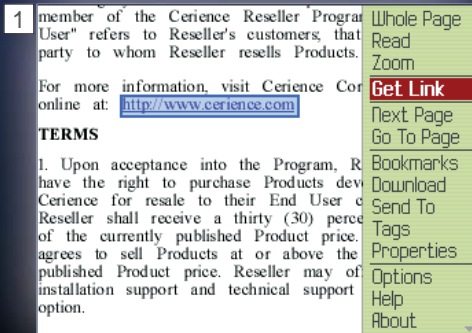 1
member of the Cerience Reseller
User" refers to Reseller's customers, that
party to whom Reseller resells Products.
For more information, visit Cerience
online at: http://www.cerience.com
TERMS
1. Upon acceptance into the Program,
have the right to purchase Products
Cerience for resale to their End User
Reseller shall receive a thirty (30)
of the currently published Product price.
agrees to sell Products at or above the
published Product price. Reseller may
installation support and technical support
option.
Whole Page
Read
Zoom
Get Link
Next Page
Go To Page
Bookmarks
Download
Send To
Tags
Properties
Options
Help
About